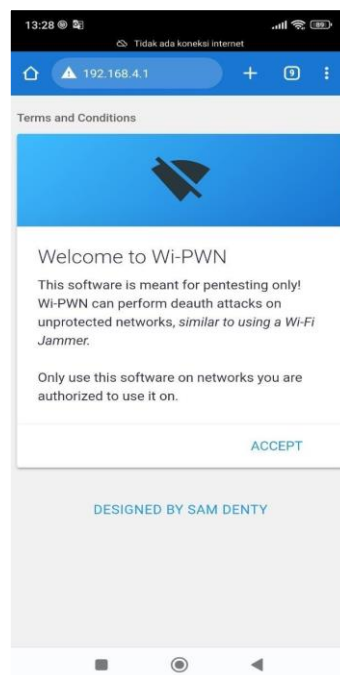 13:28
89
Tidak ada koneksi internet
192.168.4.1
9
Terms and Conditions
Welcome to Wi-PWN
This software is meant for pentesting only!
Wi-PWN can perform deauth attacks on
unprotected networks, similar to using a Wi-Fi
Jammer.
Only use this software on networks you are
authorized to use it on.
ACCEPT
DESIGNED BY SAM DENTY